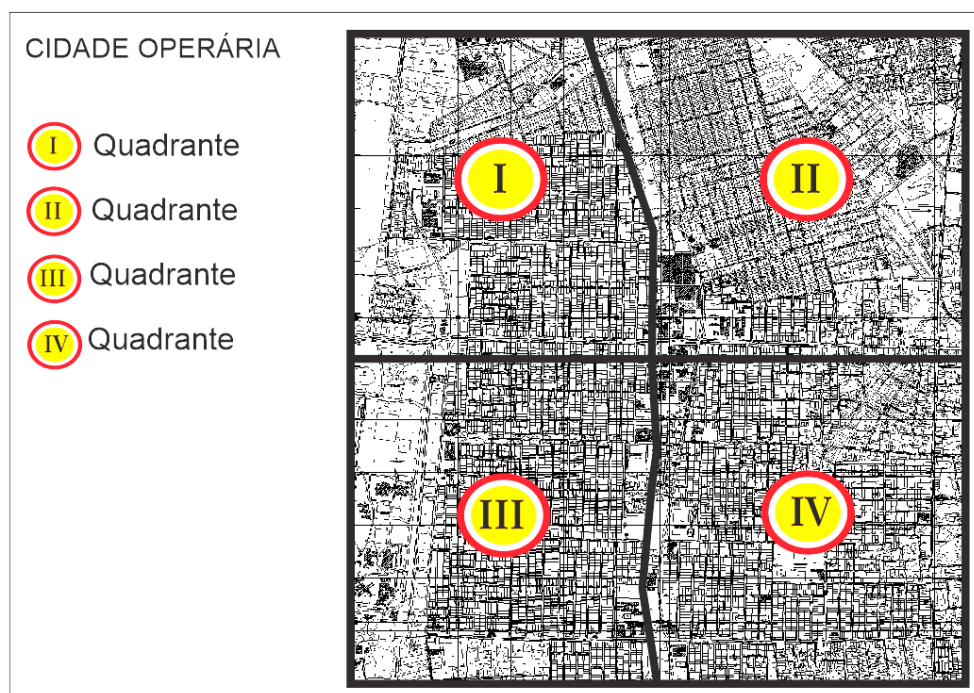 CIDADE OPERÁRIA
I Quadrante
II Quadrante
III Quadrante
IV Quadrante
I
II
III
IV